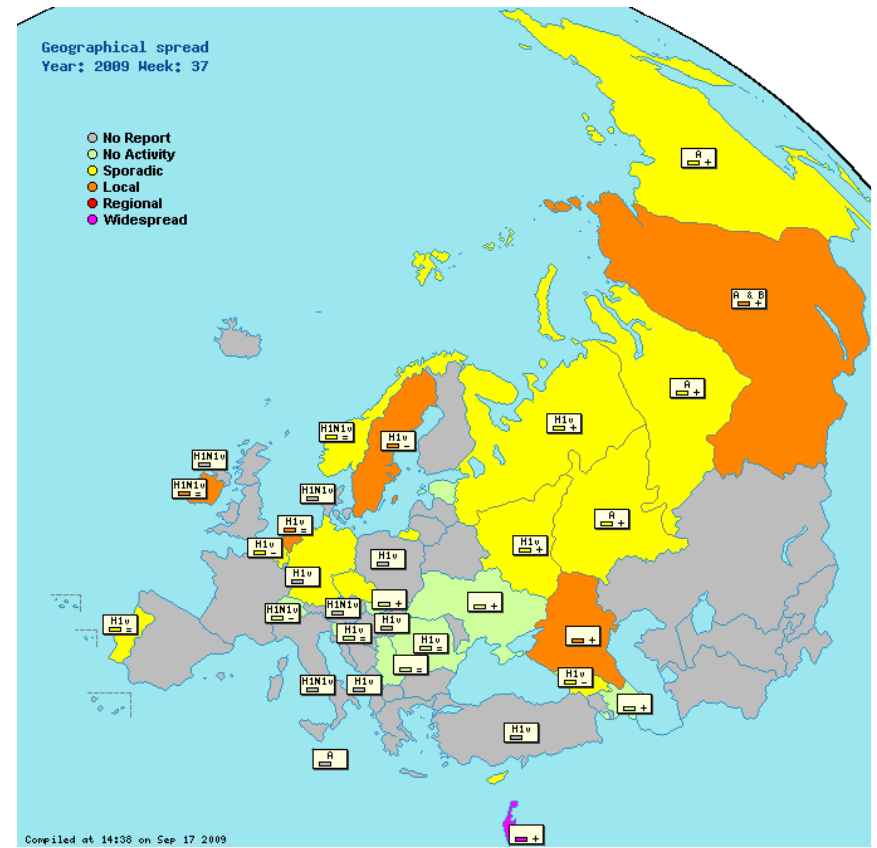 Geographical spread
Year: 2009 Week: 37
No Report
No Activity
Sporadic
Local
Regional
Widespread
A
+
A & B
+
A
+
H1v
+
H1N1v
=
H1v
-
H1N1v
H1N1v
=
H1N1v
H1v
=
H1v
-
A
+
H1v
+
H1v
H1v
+
+
H1N1v
-
H1N1v
H1v
H1v
=
H1v
=
H1v
=
=
+
H1v
-
+
H1N1v
H1v
H1v
A
+
Compiled at 14:38 on Sep 17 2009